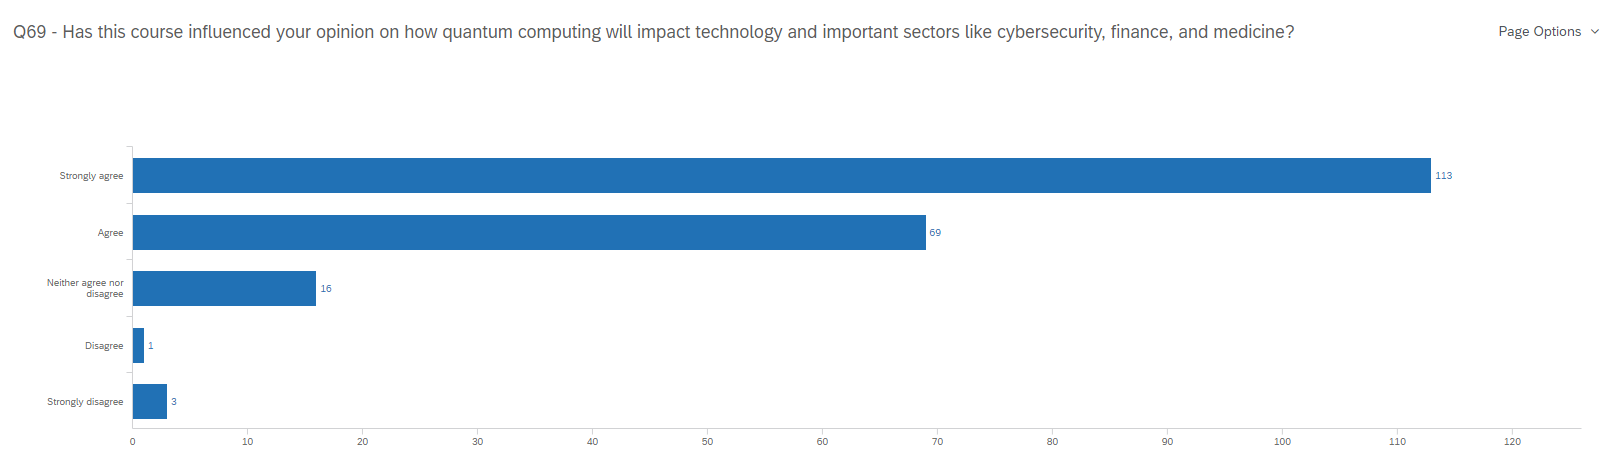 Q69 - Has this course influenced your opinion on how quantum computing will impact technology and important sectors like cybersecurity, finance, and medicine?
Page Options
Strongly agree
113
Agree
69
Neither agree nor
disagree
16
Disagree
1
Strongly disagree
3
0 10 20 30 40 50 60 70 80 90 100 110 120